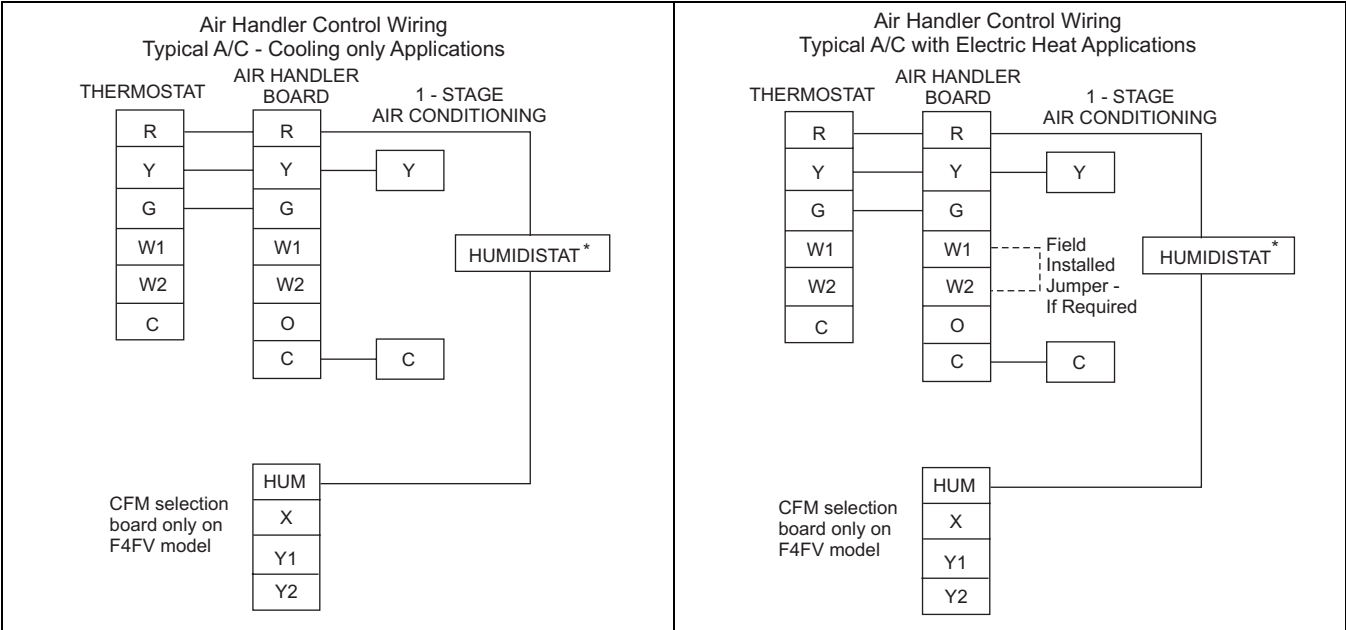 Air Handler Control Wiring
Typical A/C - Cooling only Applications
THERMOSTAT
AIR HANDLER
BOARD
1 - STAGE
AIR CONDITIONING
R
Y
G
W1
W2
C
R
Y
G
W1
W2
O
C
Y
C
HUMIDISTAT*
CFM selection
board only on
F4FV model
HUM
X
Y1
Y2
Air Handler Control Wiring
Typical A/C with Electric Heat Applications
THERMOSTAT
AIR HANDLER
BOARD
1 - STAGE
AIR CONDITIONING
R
Y
G
W1
W2
C
R
Y
G
W1
W2
O
C
Y
Field
Installed
Jumper -
If Required
C
HUMIDISTAT*
CFM selection
board only on
F4FV model
HUM
X
Y1
Y2